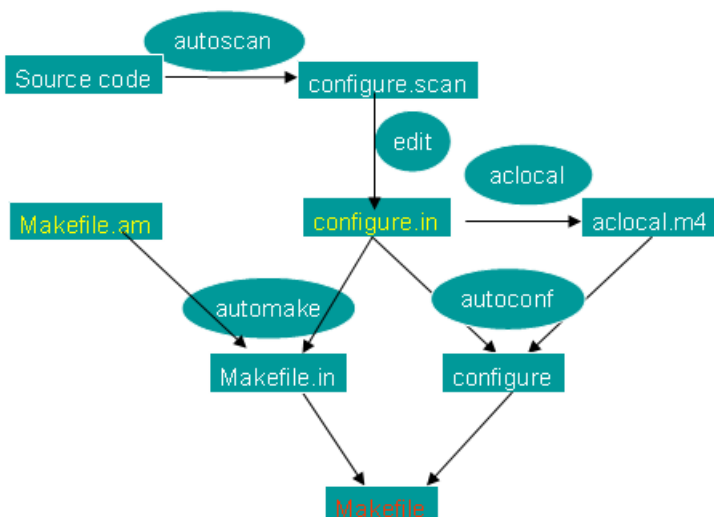 autoscan
Source code
configure.scan
edit
aclocal
Makefile.am
configure.in
aclocal.m4
automake
autoconf
Makefile.in
configure
Makefile